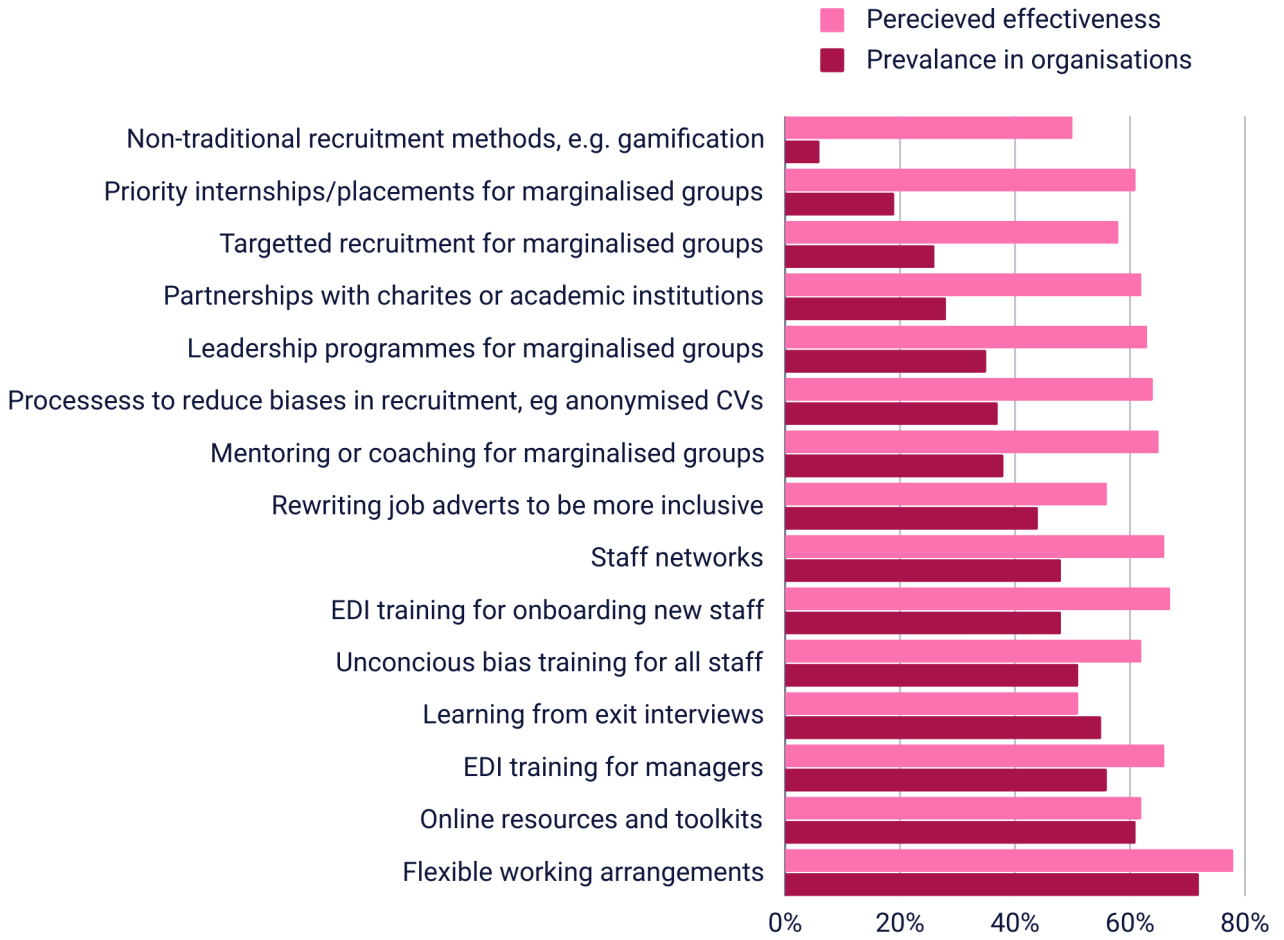 Perecieved effectiveness
Prevalance in organisations
Non-traditional recruitment methods, e.g. gamification
Priority internships/placements for marginalised groups
Targetted recruitment for marginalised groups
Partnerships with charites or academic institutions
Leadership programmes for marginalised groups
Processess to reduce biases in recruitment, eg anonymised CVs
Mentoring or coaching for marginalised groups
Rewriting job adverts to be more inclusive
Staff networks
EDI training for onboarding new staff
Unconcious bias training for all staff
Learning from exit interviews
EDI training for managers
Online resources and toolkits
Flexible working arrangements
0% 20% 40% 60% 80%